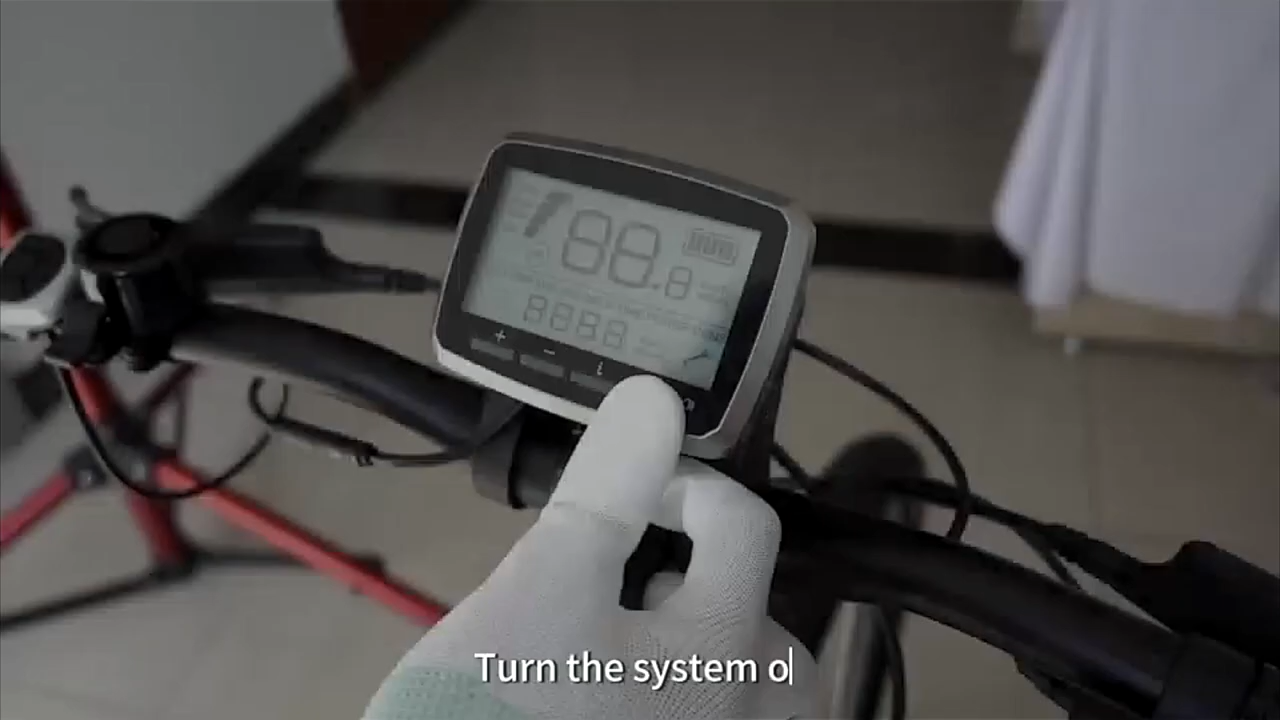 88.8
8888
+ − i
Turn the system o